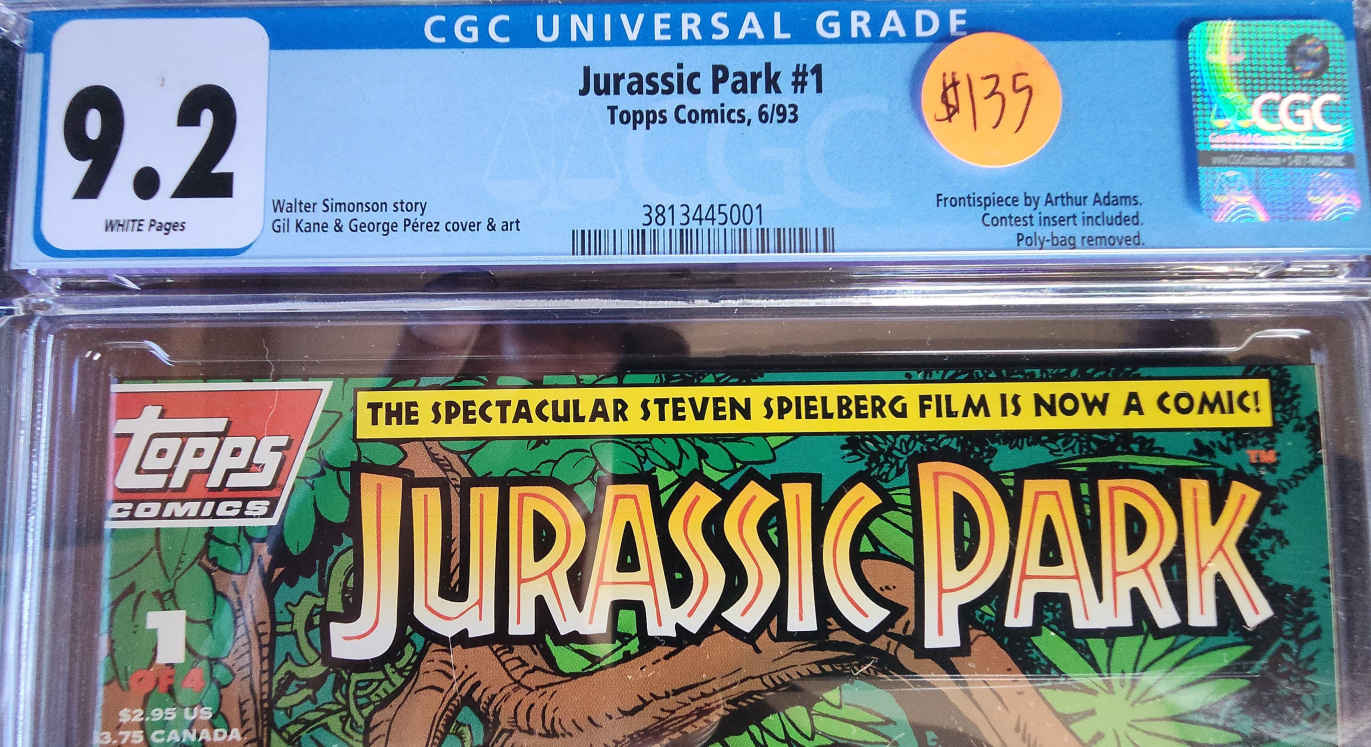 CGC UNIVERSAL GRADE
9.2
WHITE Pages
Jurassic Park #1
Topps Comics, 6/93
$135
CGC
Walter Simonson story
Gil Kane & George Pérez cover & art
3813445001
Frontispiece by Arthur Adams.
Contest insert included.
Poly-bag removed.
CGC
topps
COMICS
THE SPECTACULAR STEVEN SPIELBERG FILM IS NOW A COMIC!
TM
JURASSIC PARK
1
OF 4
$2.95 US
3.75 CANADA